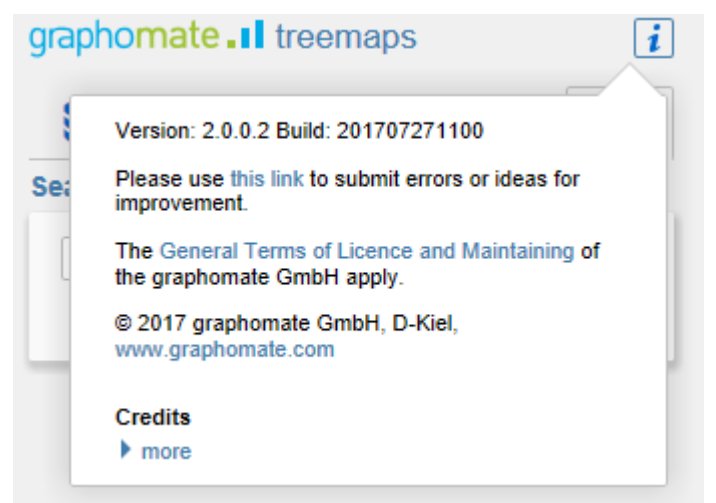 graphomate treemaps
i
Version: 2.0.0.2 Build: 201707271100
Please use this link to submit errors or ideas for
improvement.
The General Terms of Licence and Maintaining of
the graphomate GmbH apply.
© 2017 graphomate GmbH, D-Kiel,
www.graphomate.com
Credits
more